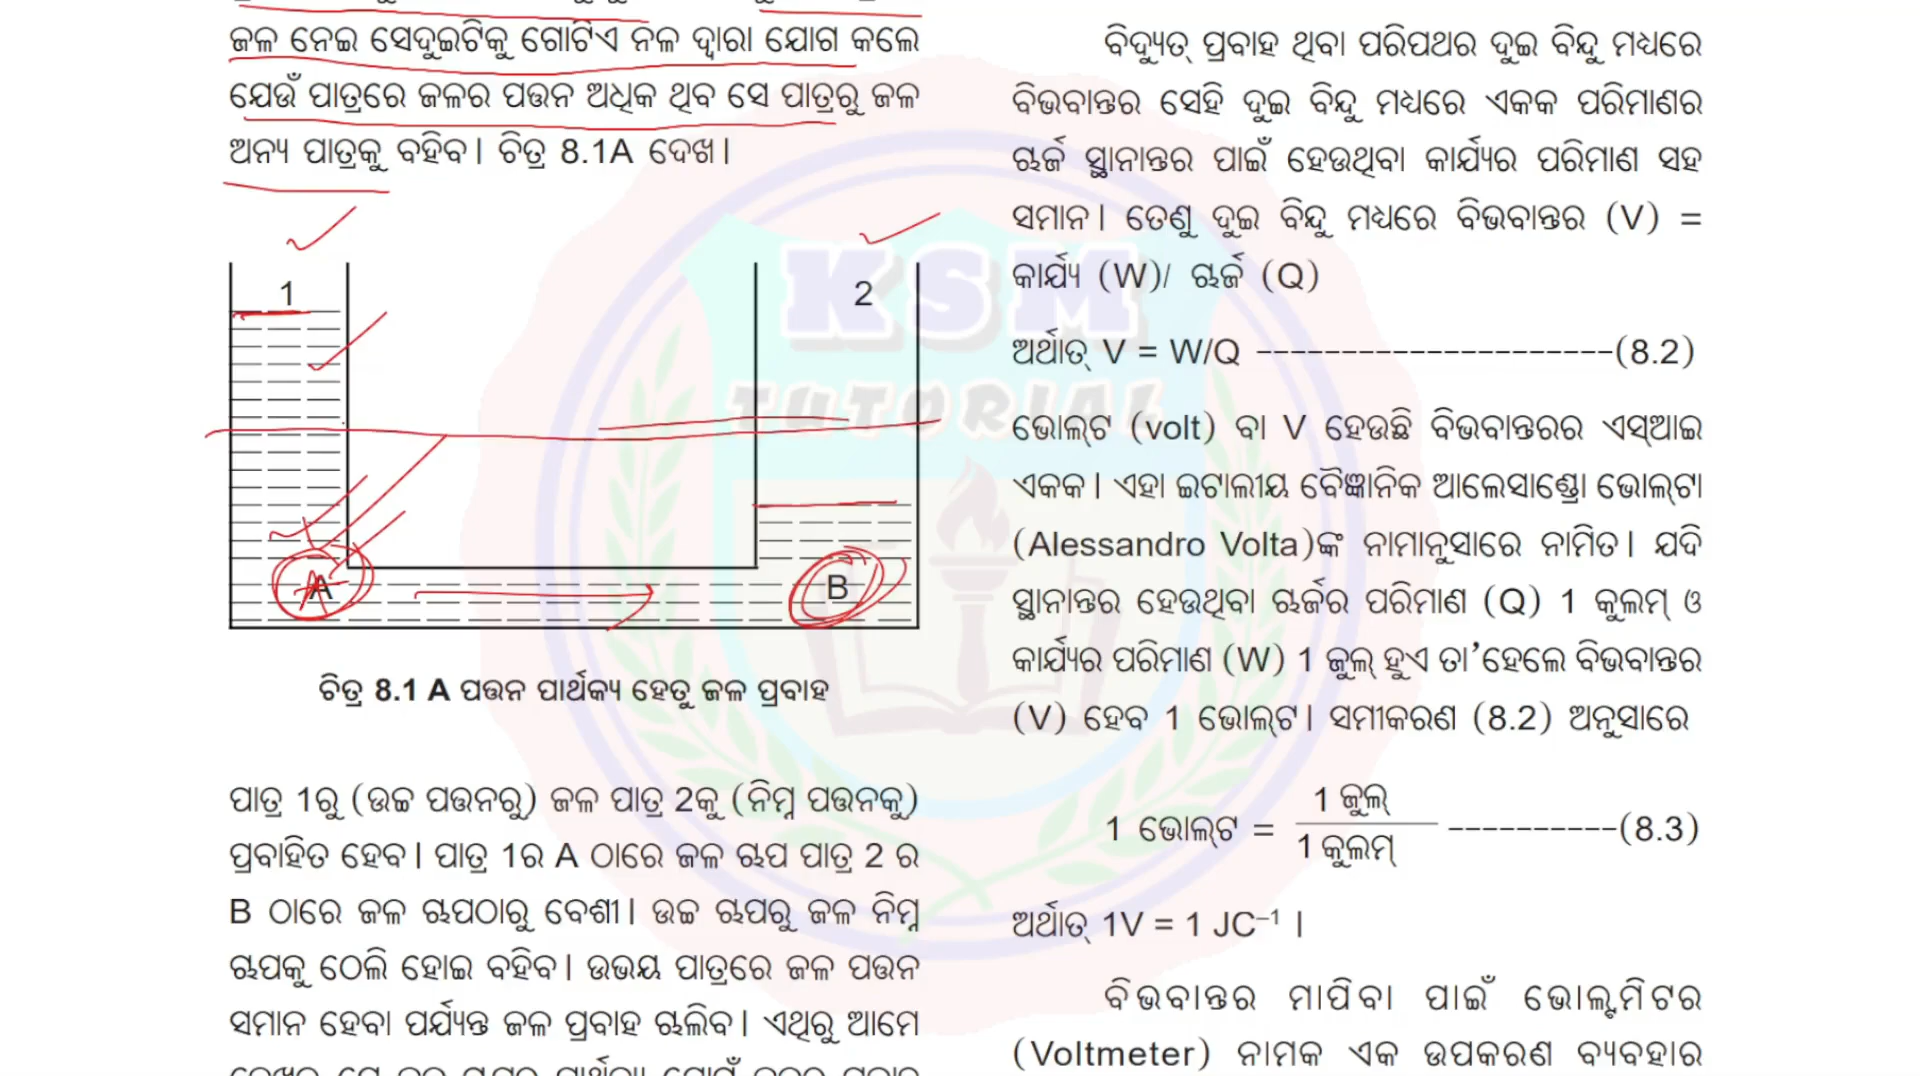 ଜଳ ନେଇ ସେଦୁଇଟିକୁ ଗୋଟିଏ ନଳ ଦ୍ୱାରା ଯୋଗ କଲେ
ଯେଉଁ ପାତ୍ରରେ ଜଳର ପତ୍ତନ ଅଧିକ ଥିବ ସେ ପାତ୍ରରୁ ଜଳ
ଅନ୍ୟ ପାତ୍ରକୁ ବହିବ। ଚିତ୍ର 8.1A ଦେଖ।
1
2
A
B
ଚିତ୍ର 8.1 A ପତ୍ତନ ପାର୍ଥକ୍ୟ ହେତୁ ଜଳ ପ୍ରବାହ
ପାତ୍ର 1ରୁ (ଉଚ୍ଚ ପତ୍ତନରୁ) ଜଳ ପାତ୍ର 2କୁ (ନିମ୍ନ ପତ୍ତନକୁ)
ପ୍ରବାହିତ ହେବ। ପାତ୍ର 1ର A ଠାରେ ଜଳ ଚାପ ପାତ୍ର 2 ର
B ଠାରେ ଜଳ ଚାପଠାରୁ ବେଶୀ। ଉଚ୍ଚ ଚାପରୁ ଜଳ ନିମ୍ନ
ଚାପକୁ ଠେଲି ହୋଇ ବହିବ। ଉଭୟ ପାତ୍ରରେ ଜଳ ପତ୍ତନ
ସମାନ ହେବା ପର୍ଯ୍ୟନ୍ତ ଜଳ ପ୍ରବାହ ଚାଲିବ। ଏଥିରୁ ଆମେ
ବିଦ୍ୟୁତ୍ ପ୍ରବାହ ଥିବା ପରିପଥର ଦୁଇ ବିନ୍ଦୁ ମଧ୍ୟରେ
ବିଭବାନ୍ତର ସେହି ଦୁଇ ବିନ୍ଦୁ ମଧ୍ୟରେ ଏକକ ପରିମାଣର
ଚାର୍ଜ ସ୍ଥାନାନ୍ତର ପାଇଁ ହେଉଥିବା କାର୍ଯ୍ୟର ପରିମାଣ ସହ
ସମାନ। ତେଣୁ ଦୁଇ ବିନ୍ଦୁ ମଧ୍ୟରେ ବିଭବାନ୍ତର (V) =
କାର୍ଯ୍ୟ (W)/ ଚାର୍ଜ (Q)
ଅର୍ଥାତ୍ V = W/Q ---------------------(8.2)
ଭୋଲ୍‌ଟ (volt) ବା V ହେଉଛି ବିଭବାନ୍ତରର ଏସ୍‌ଆଇ
ଏକକ। ଏହା ଇଟାଲୀୟ ବୈଜ୍ଞାନିକ ଆଲେସାଣ୍ଡ୍ରୋ ଭୋଲ୍‌ଟା
(Alessandro Volta)ଙ୍କ ନାମାନୁସାରେ ନାମିତ। ଯଦି
ସ୍ଥାନାନ୍ତର ହେଉଥିବା ଚାର୍ଜର ପରିମାଣ (Q) 1 କୁଲମ୍ ଓ
କାର୍ଯ୍ୟର ପରିମାଣ (W) 1 ଜୁଲ୍ ହୁଏ ତା’ହେଲେ ବିଭବାନ୍ତର
(V) ହେବ 1 ଭୋଲ୍‌ଟ। ସମୀକରଣ (8.2) ଅନୁସାରେ
1 ଭୋଲ୍‌ଟ = 1 ଜୁଲ୍ / 1 କୁଲମ୍ ----------(8.3)
ଅର୍ଥାତ୍ 1V = 1 JC⁻¹ ।
ବିଭବାନ୍ତର ମାପିବା ପାଇଁ ଭୋଲ୍ଟମିଟର
(Voltmeter) ନାମକ ଏକ ଉପକରଣ ବ୍ୟବହାର
KSM
TUTORIAL